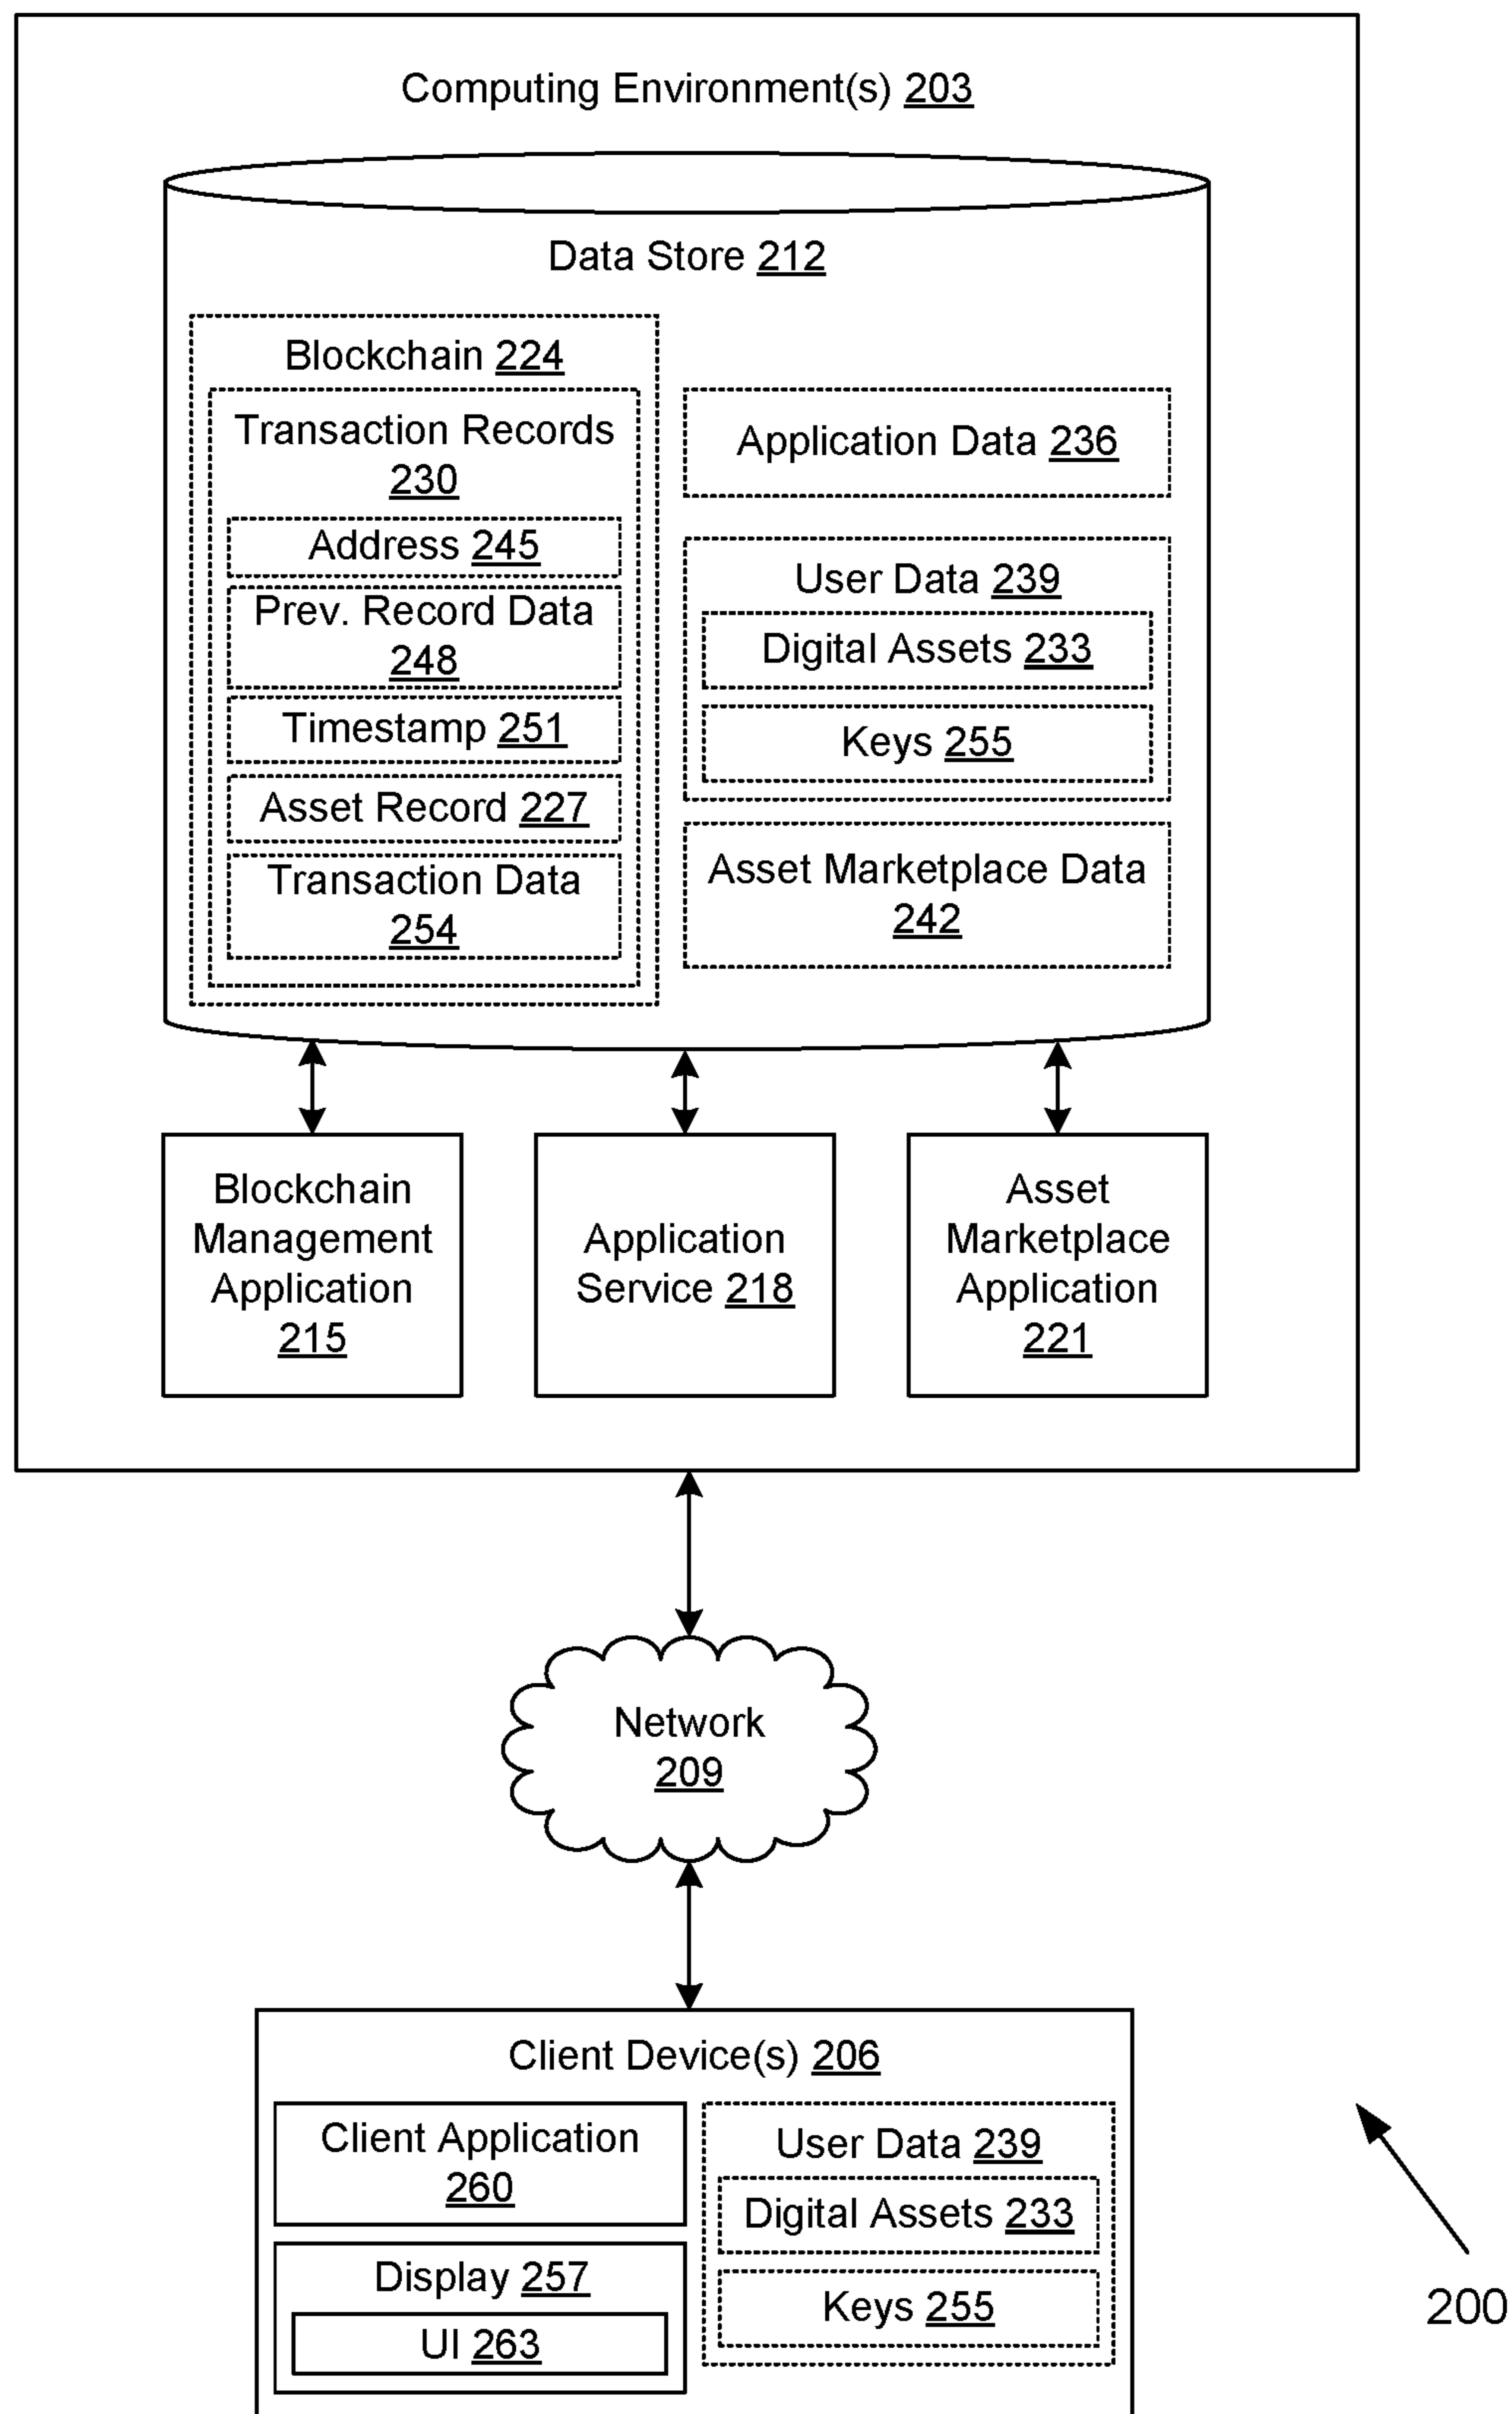 Computing Environment(s) 203
Data Store 212
Blockchain 224
Transaction Records
230
Address 245
Prev. Record Data
248
Timestamp 251
Asset Record 227
Transaction Data
254
Application Data 236
User Data 239
Digital Assets 233
Keys 255
Asset Marketplace Data
242
Blockchain
Management
Application
215
Application
Service 218
Asset
Marketplace
Application
221
Network
209
Client Device(s) 206
Client Application
260
Display 257
UI 263
User Data 239
Digital Assets 233
Keys 255
200